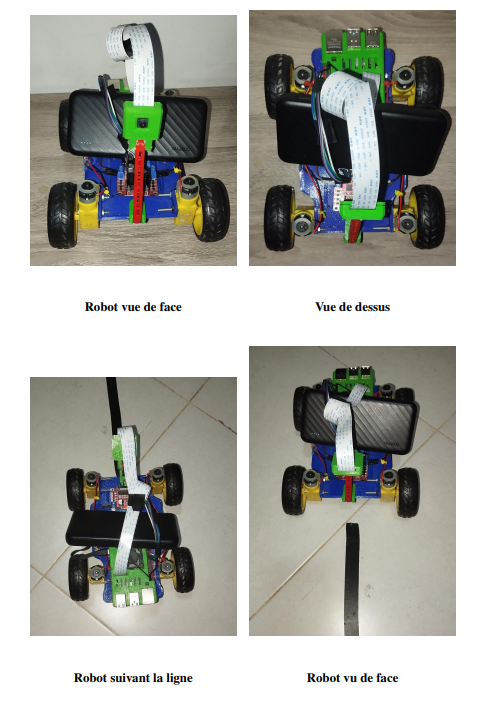 Robot vue de face
Vue de dessus
Robot suivant la ligne
Robot vu de face